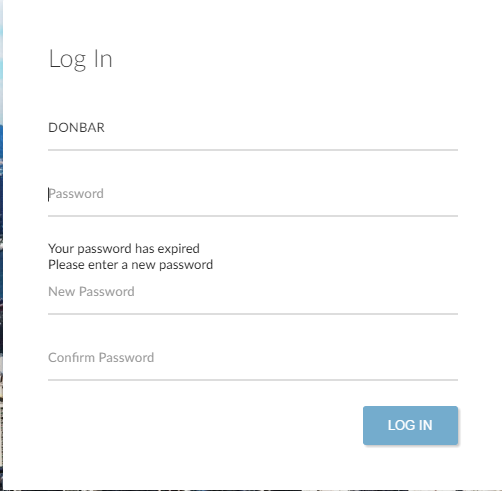 Log In
DONBAR
Password
Your password has expired
Please enter a new password
New Password
Confirm Password
LOG IN